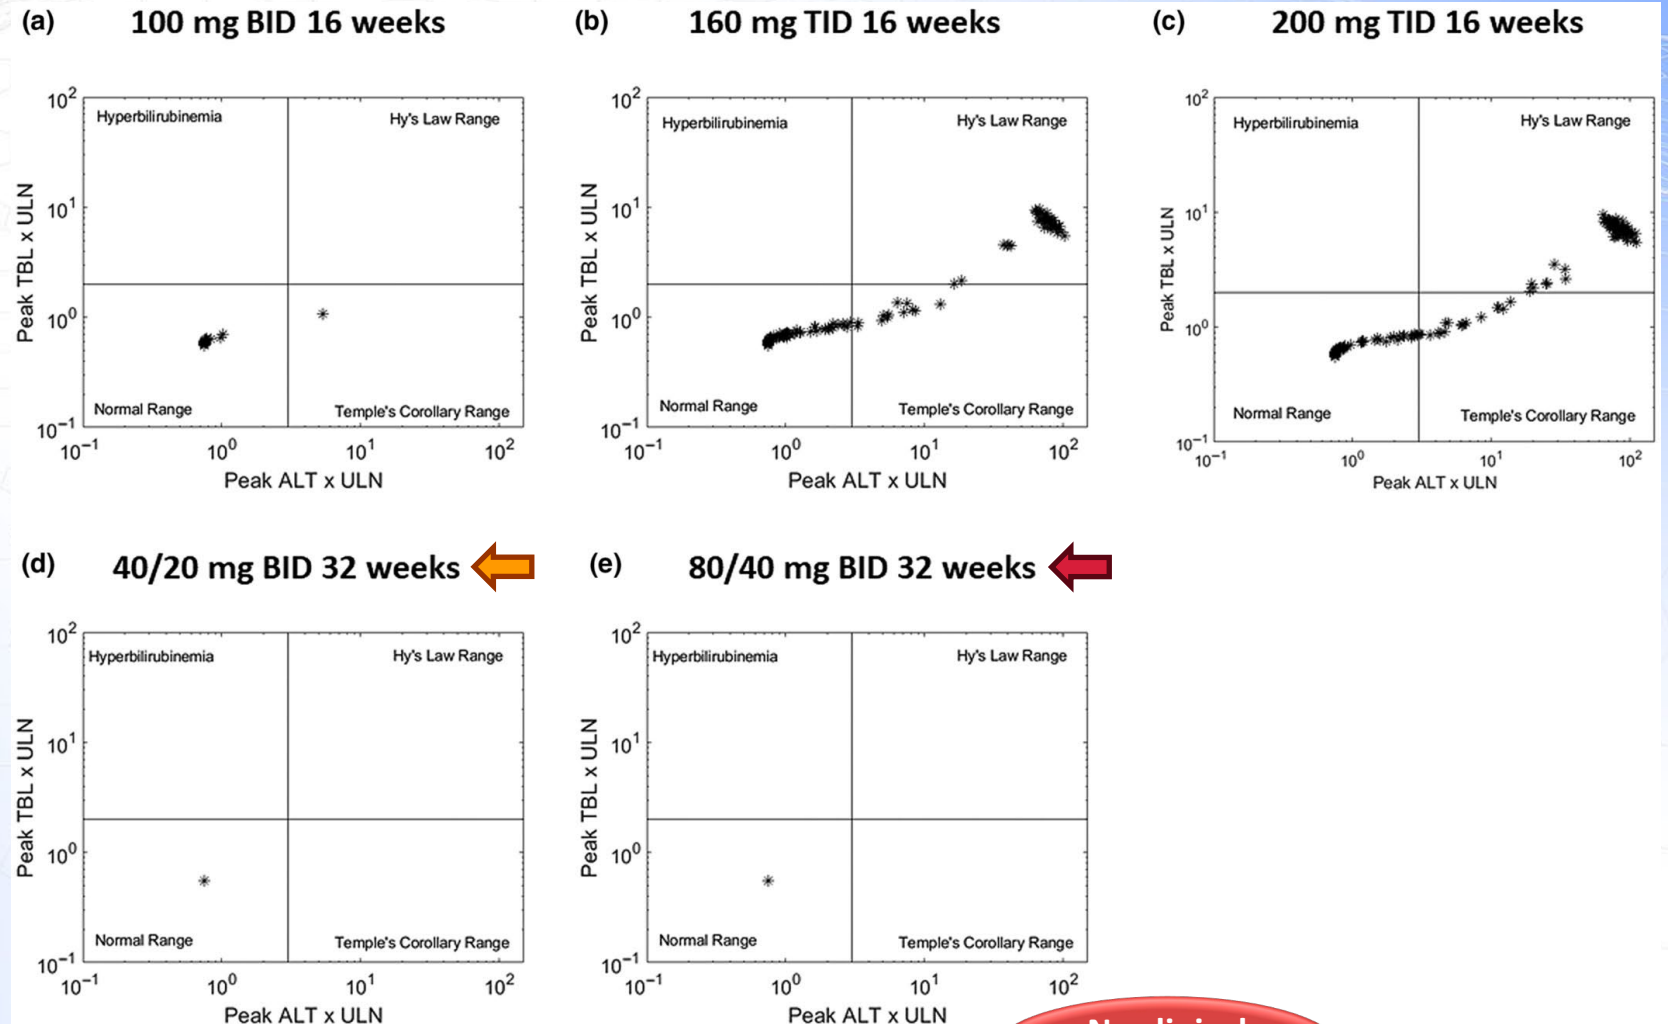 (a) 100 mg BID 16 weeks
10² Hyperbilirubinemia Hy's Law Range
10¹
10⁰
Normal Range Temple's Corollary Range
10⁻¹
10⁻¹ 10⁰ 10¹ 10²
Peak TBL x ULN
Peak ALT x ULN
(b) 160 mg TID 16 weeks
10² Hyperbilirubinemia Hy's Law Range
10¹
10⁰
Normal Range Temple's Corollary Range
10⁻¹
10⁻¹ 10⁰ 10¹ 10²
Peak TBL x ULN
Peak ALT x ULN
(c) 200 mg TID 16 weeks
10² Hyperbilirubinemia Hy's Law Range
10¹
10⁰
Normal Range Temple's Corollary Range
10⁻¹
10⁻¹ 10⁰ 10¹ 10²
Peak TBL x ULN
Peak ALT x ULN
(d) 40/20 mg BID 32 weeks
10² Hyperbilirubinemia Hy's Law Range
10¹
10⁰
Normal Range Temple's Corollary Range
10⁻¹
10⁻¹ 10⁰ 10¹ 10²
Peak TBL x ULN
Peak ALT x ULN
(e) 80/40 mg BID 32 weeks
10² Hyperbilirubinemia Hy's Law Range
10¹
10⁰
Normal Range Temple's Corollary Range
10⁻¹
10⁻¹ 10⁰ 10¹ 10²
Peak TBL x ULN
Peak ALT x ULN